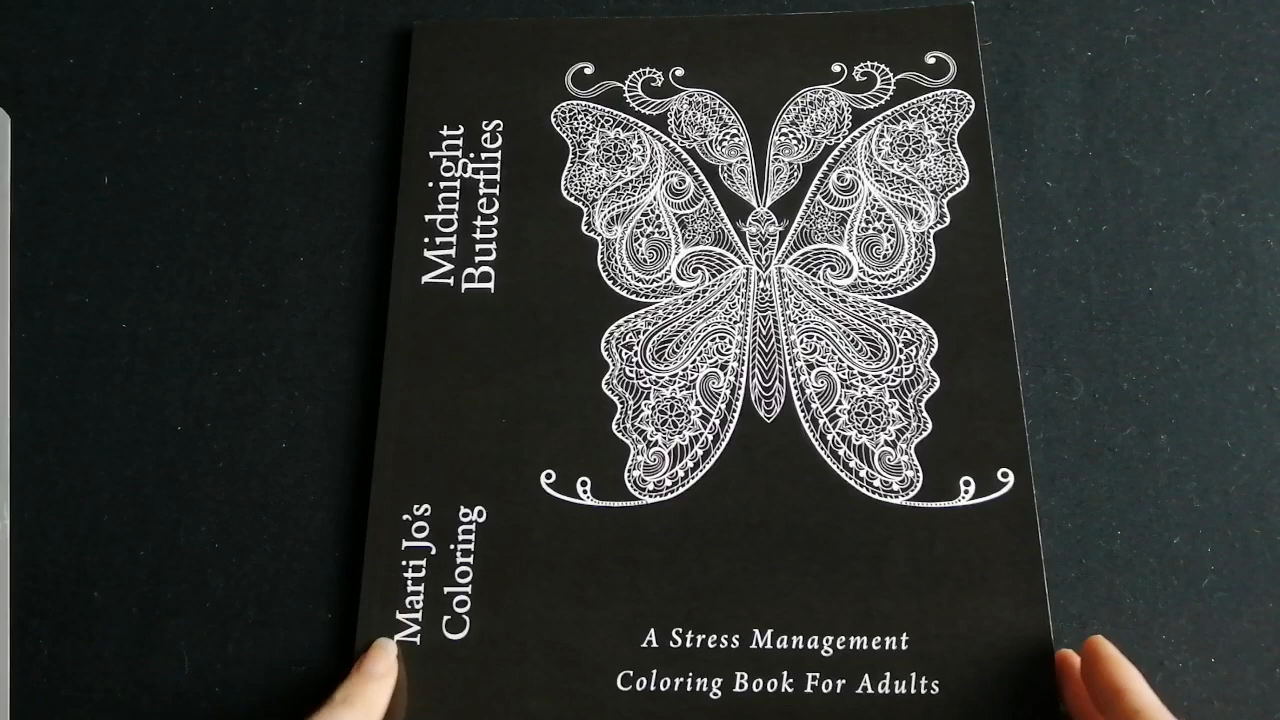 Midnight
Butterflies
Marti Jo's
Coloring
A Stress Management
Coloring Book For Adults